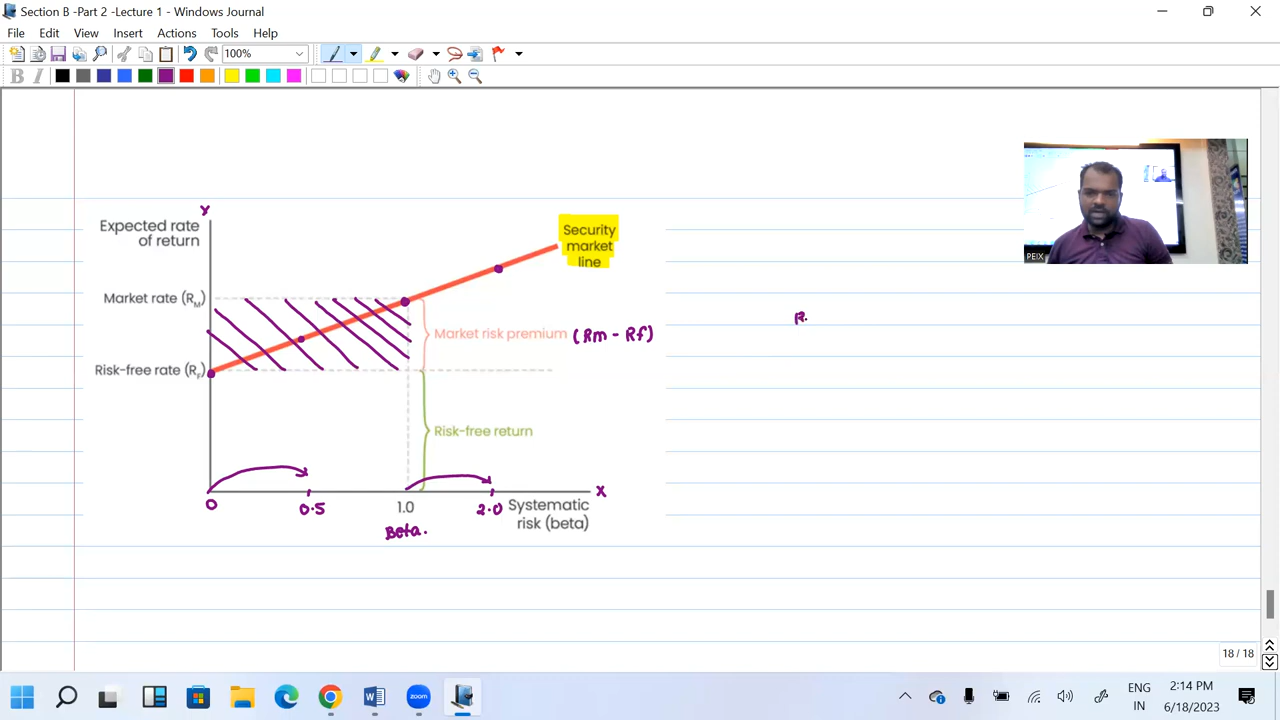 Section B -Part 2 -Lecture 1 - Windows Journal
File Edit View Insert Actions Tools Help
100%
B I
Y
Expected rate
of return
Security
market
line
Market rate (RM)
Market risk premium (Rm - Rf)
R.
Risk-free rate (RF)
Risk-free return
0 0.5 1.0 2.0 Systematic
risk (beta)
X
Beta.
PEIX
18 / 18
ENG
IN
2:14 PM
6/18/2023
zoom